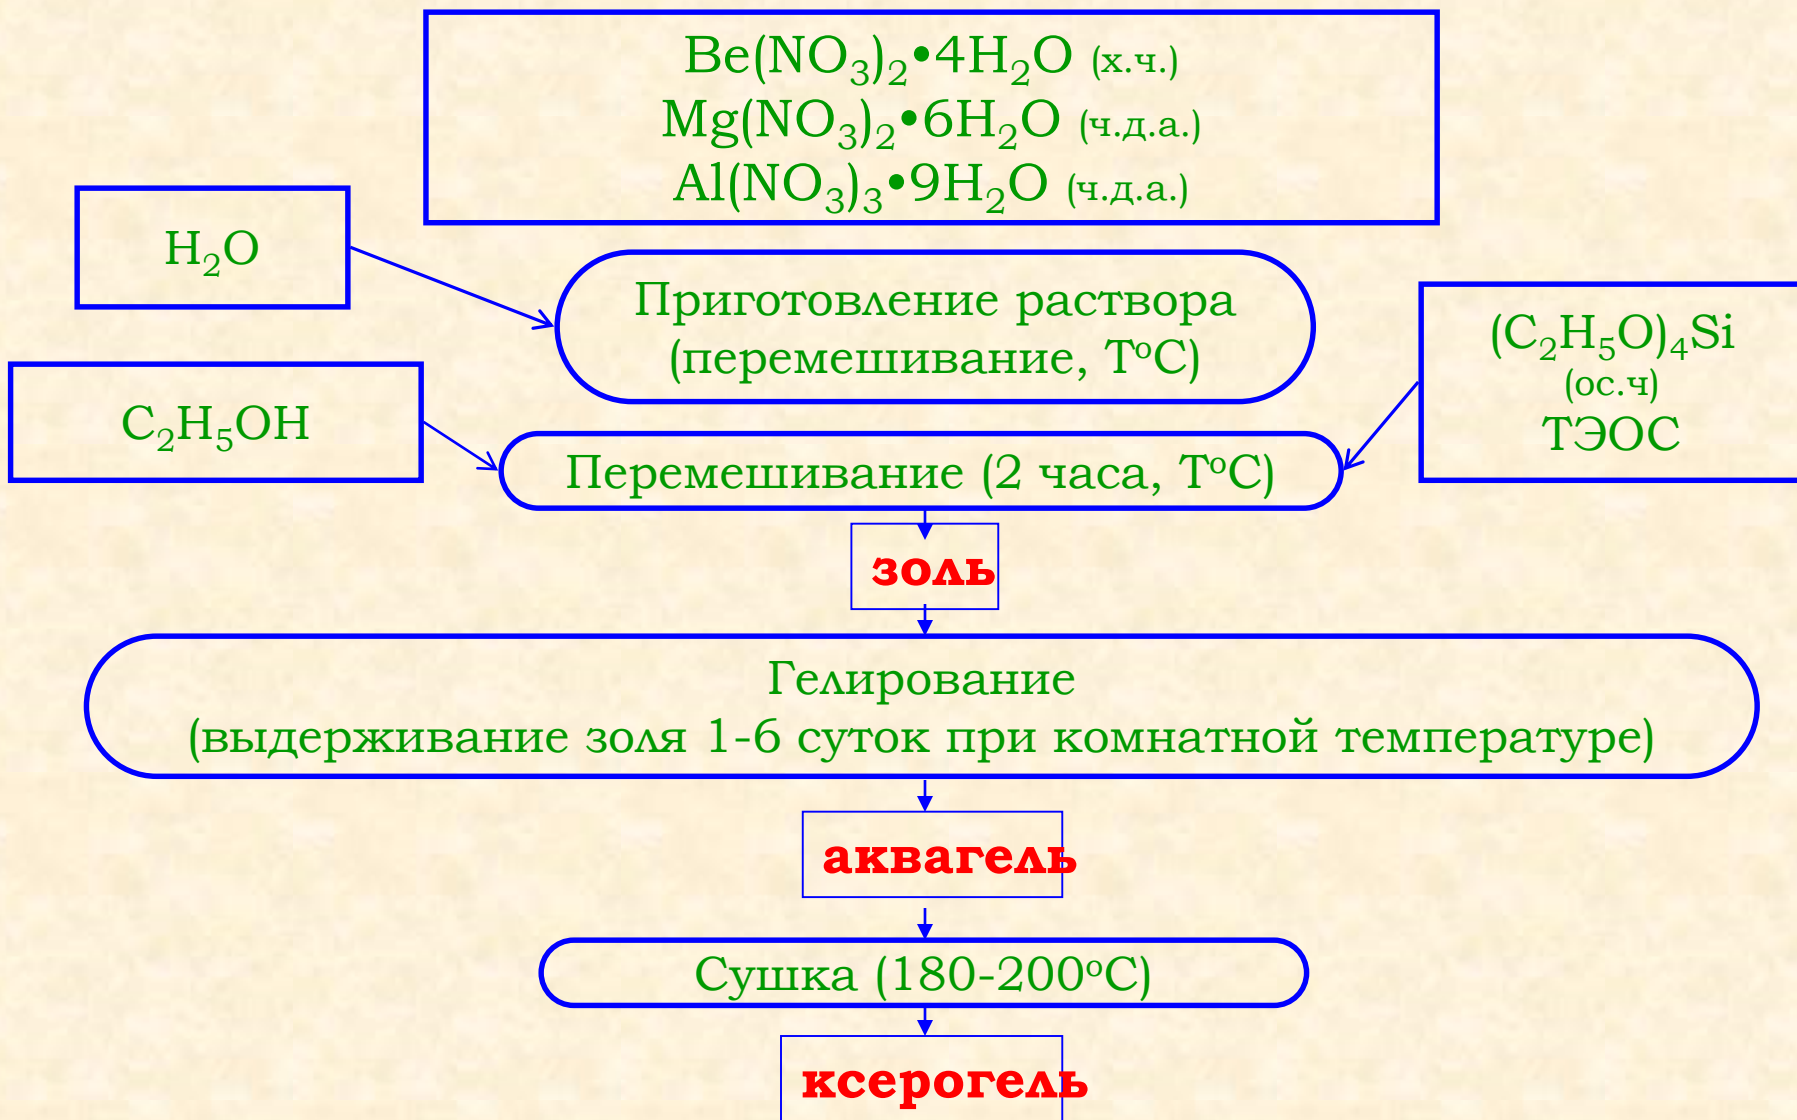 Be(NO₃)₂•4H₂O (х.ч.)
Mg(NO₃)₂•6H₂O (ч.д.а.)
Al(NO₃)₃•9H₂O (ч.д.а.)
H₂O
Приготовление раствора
(перемешивание, TᵒC)
(C₂H₅O)₄Si
(ос.ч)
ТЭОС
C₂H₅OH
Перемешивание (2 часа, TᵒC)
золь
Гелирование
(выдерживание золя 1-6 суток при комнатной температуре)
аквагель
Сушка (180-200ᵒC)
ксерогель